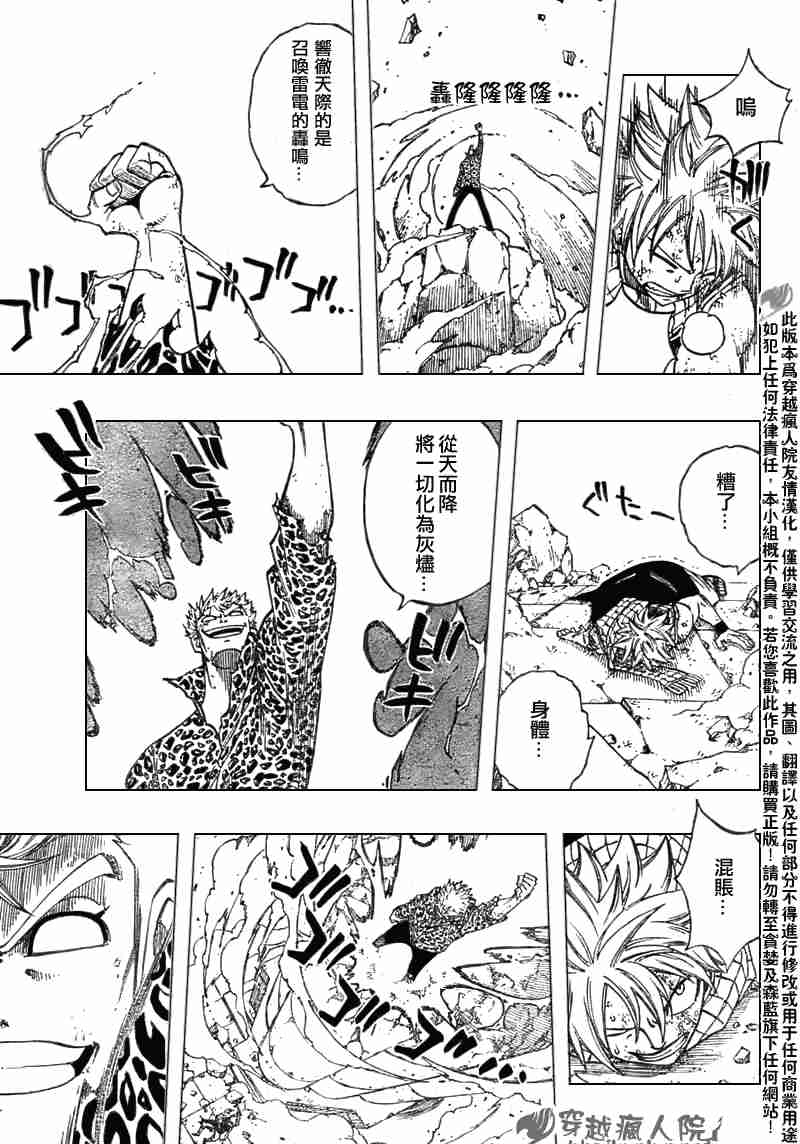 嗚
轟隆隆隆隆…
響徹天際的是
召喚雷電的轟鳴…
ゴゴゴゴ…
糟了…
ぐたーっ
身體…
從天而降
將一切化為灰燼…
ビキ
ビキ
混賬…
ゴゴゴゴ
ゴゴゴ…
此版本爲穿越瘋人院友情漢化，僅供學習交流之用，其圖、翻譯以及任何部分不得進行修改或用于任何商業用途
如犯上任何法律責任，本小組概不負責。若您喜歡此作品，請購買正版！請勿轉至貪婪及森藍旗下任何網站！
穿越瘋人院